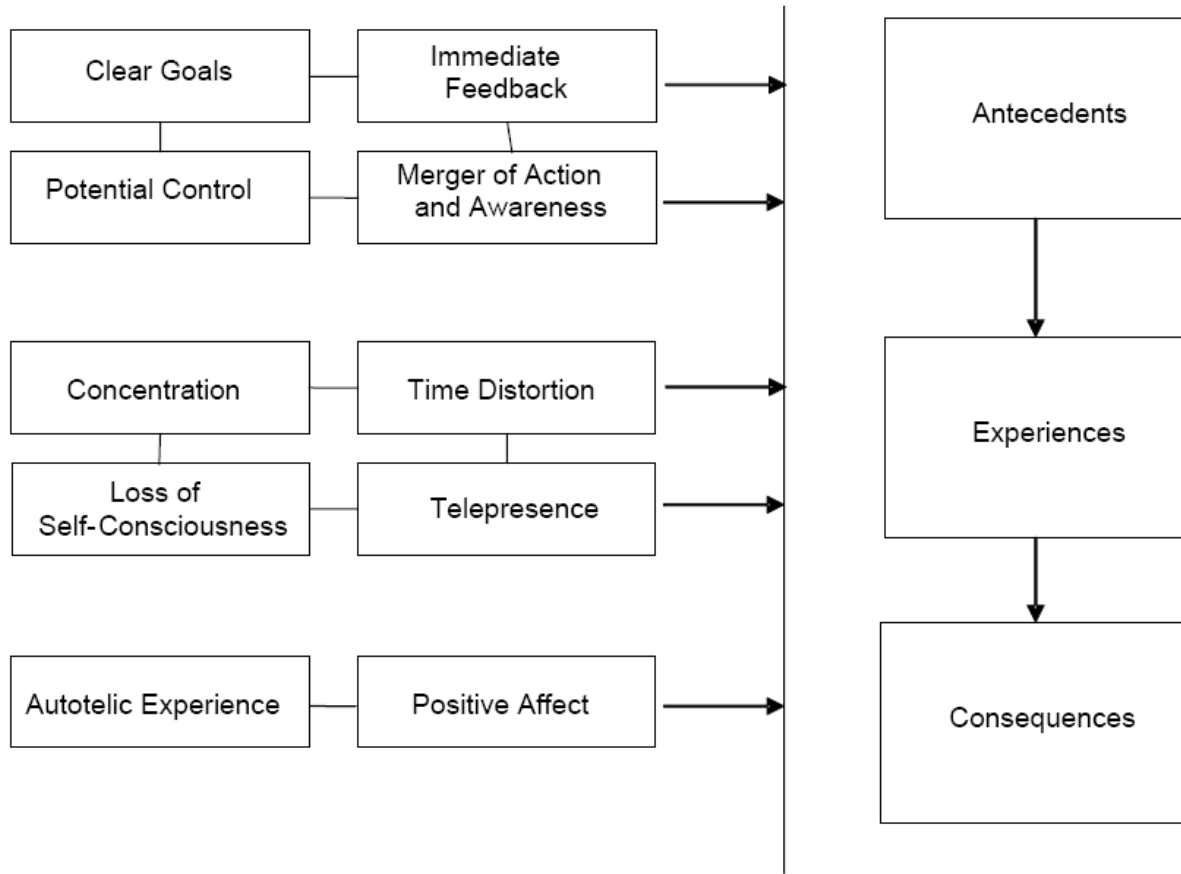 Clear Goals
Immediate
Feedback
Antecedents
Potential Control
Merger of Action
and Awareness
Concentration
Time Distortion
Experiences
Loss of
Self-Consciousness
Telepresence
Autotelic Experience
Positive Affect
Consequences